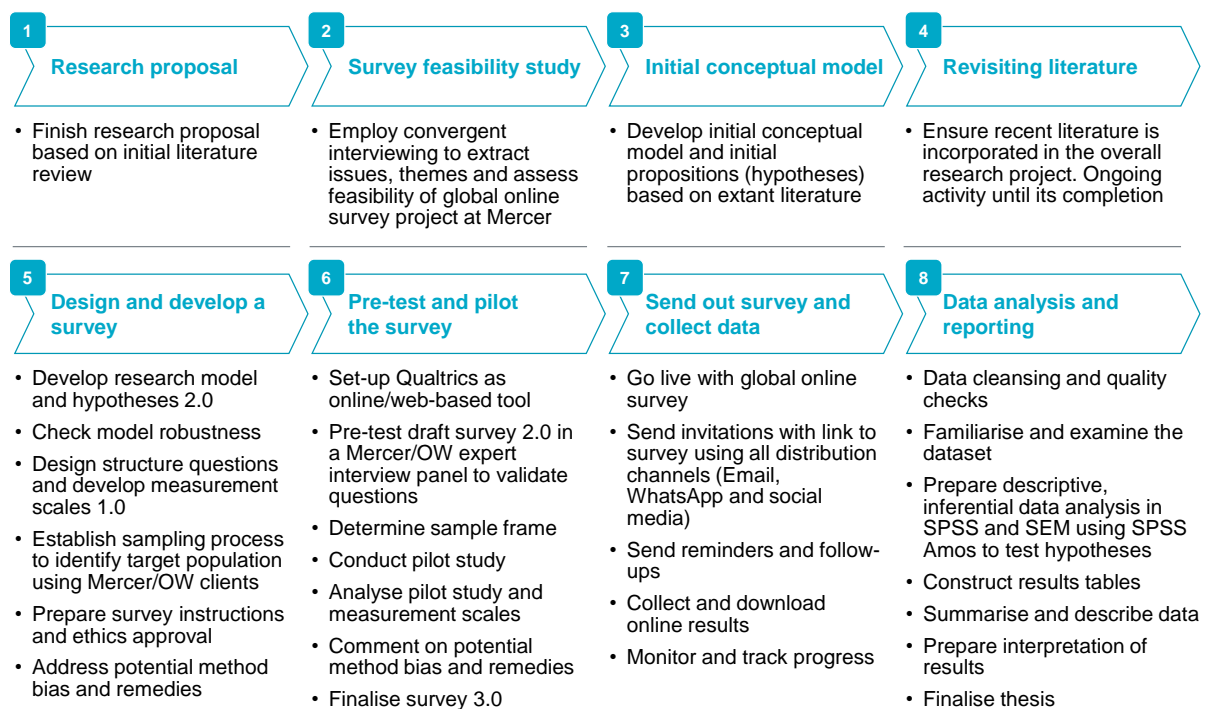 1
Research proposal
• Finish research proposal
based on initial literature
review
2
Survey feasibility study
• Employ convergent
interviewing to extract
issues, themes and assess
feasibility of global online
survey project at Mercer
3
Initial conceptual model
• Develop initial conceptual
model and initial
propositions (hypotheses)
based on extant literature
4
Revisiting literature
• Ensure recent literature is
incorporated in the overall
research project. Ongoing
activity until its completion
5
Design and develop a
survey
• Develop research model
and hypotheses 2.0
• Check model robustness
• Design structure questions
and develop measurement
scales 1.0
• Establish sampling process
to identify target population
using Mercer/OW clients
• Prepare survey instructions
and ethics approval
• Address potential method
bias and remedies
6
Pre-test and pilot
the survey
• Set-up Qualtrics as
online/web-based tool
• Pre-test draft survey 2.0 in
a Mercer/OW expert
interview panel to validate
questions
• Determine sample frame
• Conduct pilot study
• Analyse pilot study and
measurement scales
• Comment on potential
method bias and remedies
• Finalise survey 3.0
7
Send out survey and
collect data
• Go live with global online
survey
• Send invitations with link to
survey using all distribution
channels (Email,
WhatsApp and social
media)
• Send reminders and follow-
ups
• Collect and download
online results
• Monitor and track progress
8
Data analysis and
reporting
• Data cleansing and quality
checks
• Familiarise and examine the
dataset
• Prepare descriptive,
inferential data analysis in
SPSS and SEM using SPSS
Amos to test hypotheses
• Construct results tables
• Summarise and describe data
• Prepare interpretation of
results
• Finalise thesis